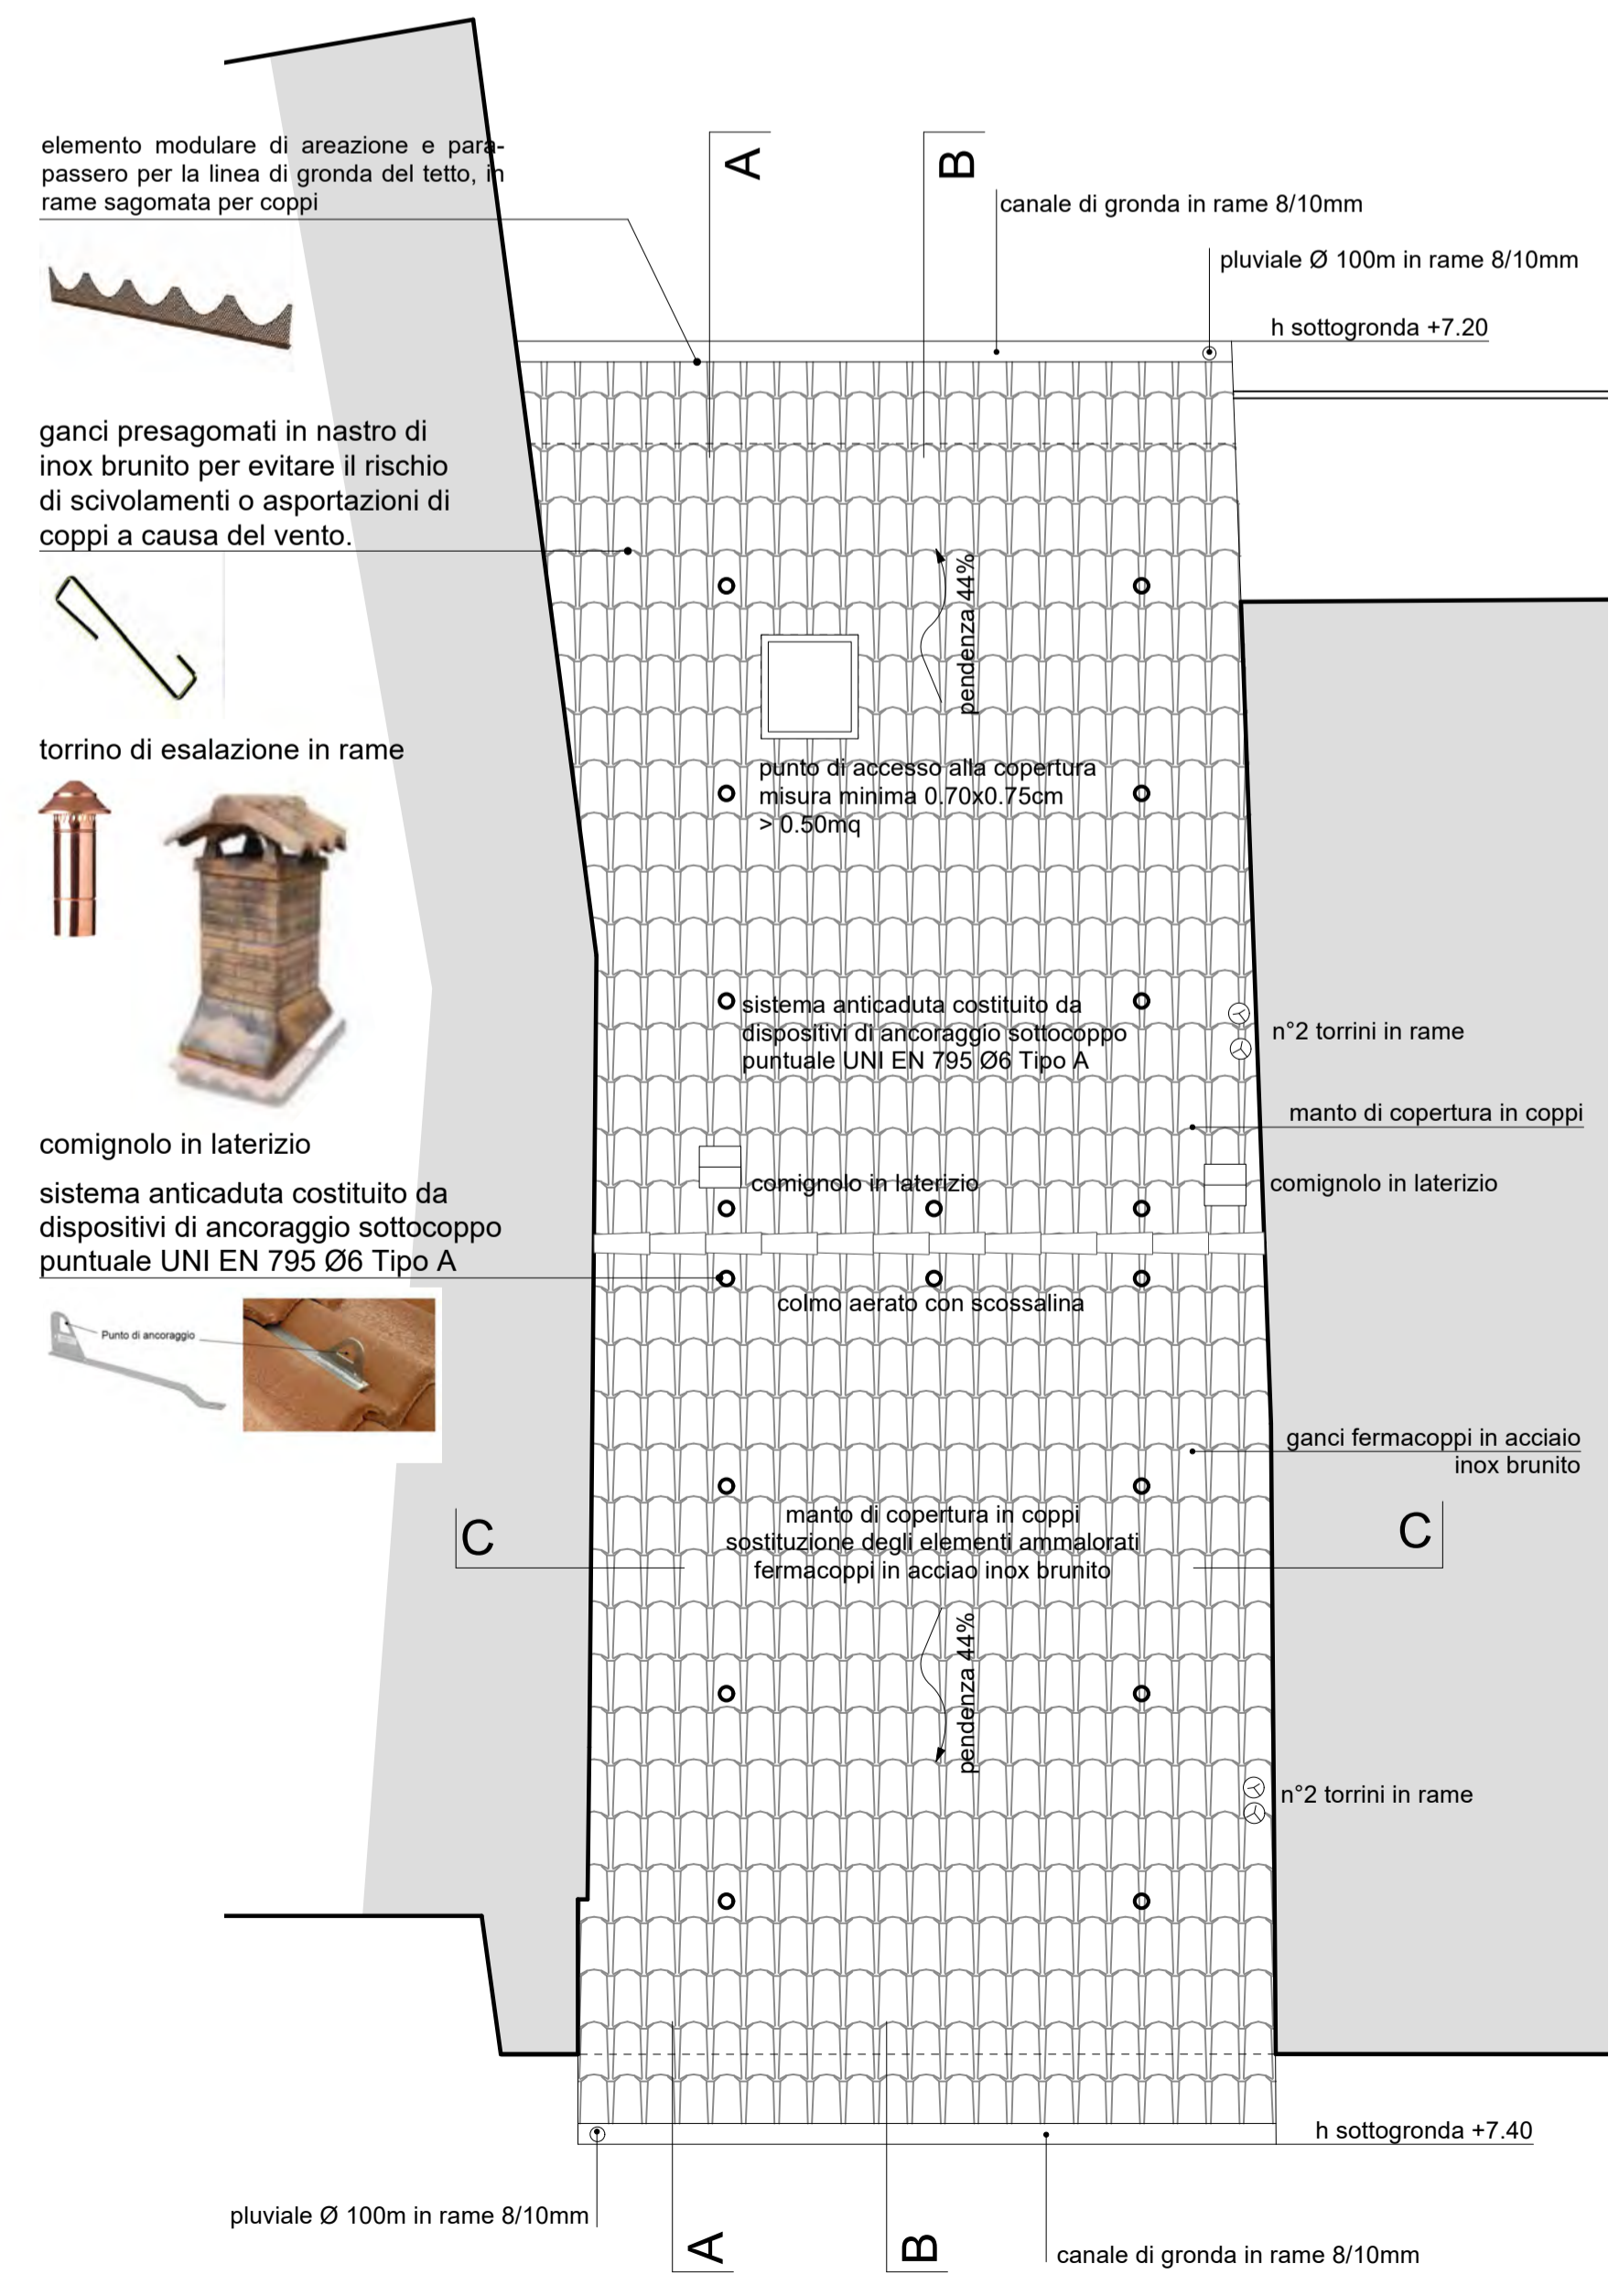 A
B
elemento modulare di areazione e para-
passero per la linea di gronda del tetto, in
rame sagomata per coppi
canale di gronda in rame 8/10mm
pluviale Ø 100m in rame 8/10mm
h sottogronda +7.20
ganci presagomati in nastro di
inox brunito per evitare il rischio
di scivolamenti o asportazioni di
coppi a causa del vento.
pendenza 44%
torrino di esalazione in rame
punto di accesso alla copertura
misura minima 0.70x0.75cm
> 0.50mq
sistema anticaduta costituito da
dispositivi di ancoraggio sottocoppo
puntuale UNI EN 795 Ø6 Tipo A
n°2 torrini in rame
manto di copertura in coppi
comignolo in laterizio
comignolo in laterizio
comignolo in laterizio
sistema anticaduta costituito da
dispositivi di ancoraggio sottocoppo
puntuale UNI EN 795 Ø6 Tipo A
colmo aerato con scossalina
Punto di ancoraggio
ganci fermacoppi in acciaio
inox brunito
manto di copertura in coppi
sostituzione degli elementi ammalorati
fermacoppi in acciao inox brunito
C
C
pendenza 44%
n°2 torrini in rame
h sottogronda +7.40
pluviale Ø 100m in rame 8/10mm
A
B
canale di gronda in rame 8/10mm